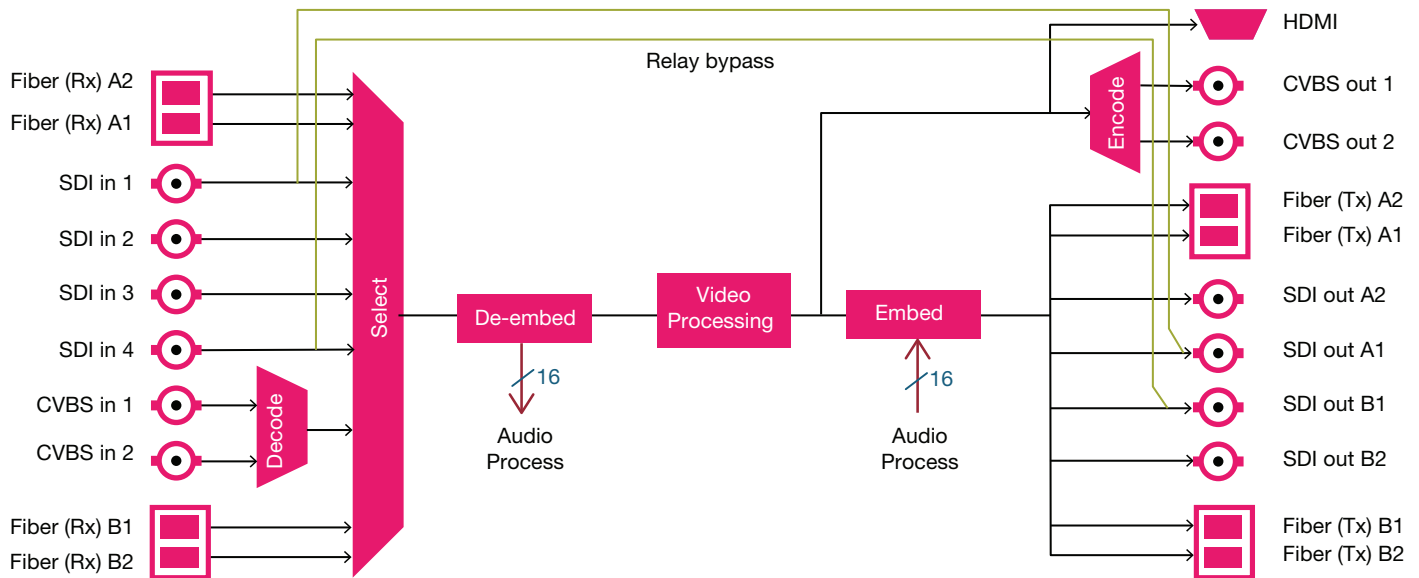 HDMI
Relay bypass
Fiber (Rx) A2
Fiber (Rx) A1
SDI in 1
SDI in 2
SDI in 3
SDI in 4
CVBS in 1
CVBS in 2
Fiber (Rx) B1
Fiber (Rx) B2
Decode
Select
De-embed
16
Audio
Process
Video
Processing
Embed
16
Audio
Process
Encode
CVBS out 1
CVBS out 2
Fiber (Tx) A2
Fiber (Tx) A1
SDI out A2
SDI out A1
SDI out B1
SDI out B2
Fiber (Tx) B1
Fiber (Tx) B2